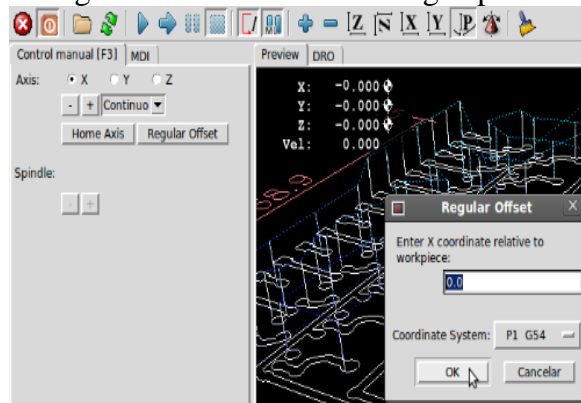 Control manual [F3] MDI
Preview DRO
Axis: X Y Z
- + Continuo
Home Axis Regular Offset
Spindle:
- +
X: -0.000
Y: -0.000
Z: -0.000
Vel: 0.000
Regular Offset X
Enter X coordinate relative to
workpiece:
0.0
Coordinate System: P1 G54
OK Cancelar